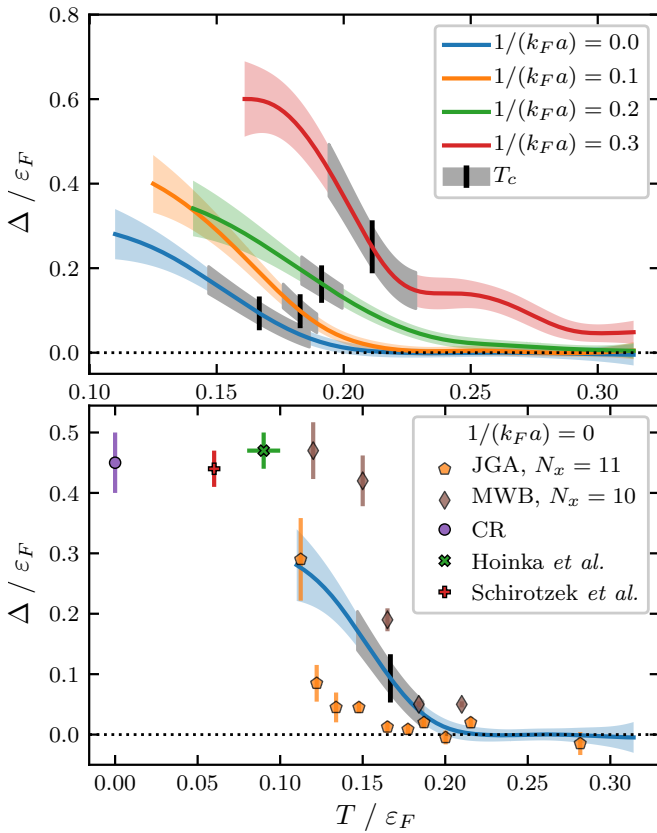 0.8
0.6
0.4
0.2
0.0
Δ / ε_F
1/(k_F a) = 0.0
1/(k_F a) = 0.1
1/(k_F a) = 0.2
1/(k_F a) = 0.3
T_c
0.10 0.15 0.20 0.25 0.30
0.5
0.4
0.3
0.2
0.1
0.0
Δ / ε_F
1/(k_F a) = 0
JGA, N_x = 11
MWB, N_x = 10
CR
Hoinka et al.
Schirotzek et al.
0.00 0.05 0.10 0.15 0.20 0.25 0.30
T / ε_F